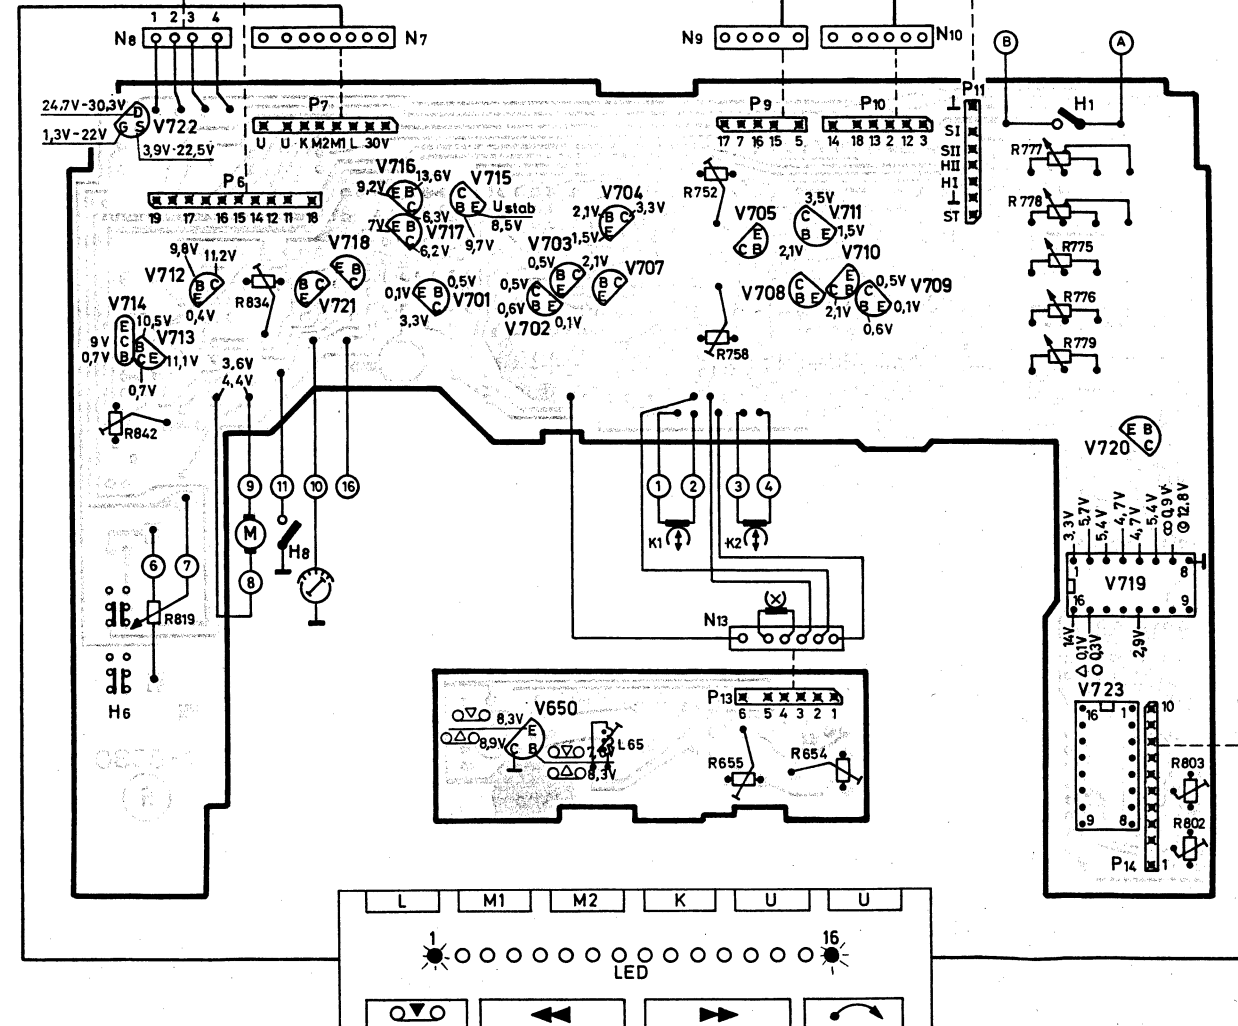 1 2 3 4
N8
N7
N9
N10
B
A
24.7V-30,3V
D
G S
V722
1,3V-22V
3,9V-22,5V
P7
U U K M2 M1 L 30V
P9
17 7 16 15 5
P10
14 18 13 2 12 3
P11
⊥
SI
SII
HII
HI
⊥
ST
H1
R777
R778
R775
R776
R779
P6
19 17 16 15 14 12 11 18
V716
13,6V
9,2V
E B
C
V715
C
B E
Ustab
8,5V
9,7V
6,3V
7V
E B
C
V717
6,2V
V704
2,1V
3,3V
B C
E
1,5V
R752
V705
E
C B
3,5V
V711
C
B E
1,5V
2,1V
V718
E B
C
V703
0,5V
2,1V
B C
E
V707
B C
E
V710
E
C B
V708
C
B E
2,1V
0,5V
V709
C
B E
0,1V
0,6V
9,8V
11,2V
V712
B C
E
0,4V
R834
B C
E
V721
0,1V
E B
C
0,5V
V701
3,3V
0,5V
0,6V
C
B E
V702
0,1V
V714
10,5V
V713
E
C
B
9V
0,7V
B
C E
11,1V
0,7V
3,6V
4,4V
R758
R842
V720
E B
C
9 11 10 16
1 2 3 4
M
H8
8
K1
K2
6 7
R819
H6
3,3V
5,7V
5,4V
4,7V
4,7V
5,4V
0,9V
12.8V
1 8
V719
16 9
14V
0,1V
0,3V
2,9V
N13
V723
16 1
9 8
10
P14
1
R803
R802
P13
6 5 4 3 2 1
V650
8,3V
8,9V
E
C B
8,3V
L65
R655
R654
L M1 M2 K U U
1 16
LED